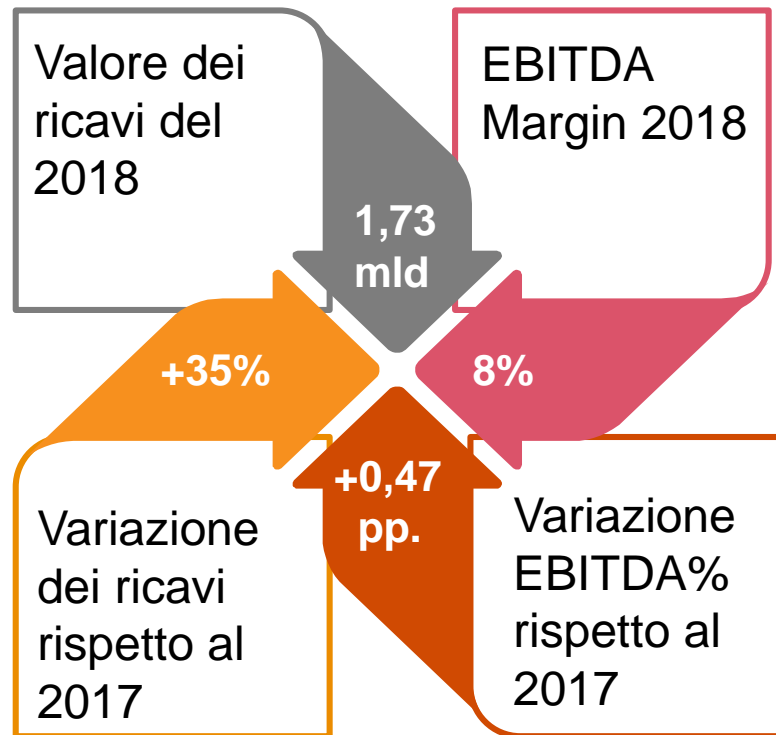 Valore dei
ricavi del
2018
1,73
mld
EBITDA
Margin 2018
8%
+35%
Variazione
dei ricavi
rispetto al
2017
+0,47
pp.
Variazione
EBITDA%
rispetto al
2017